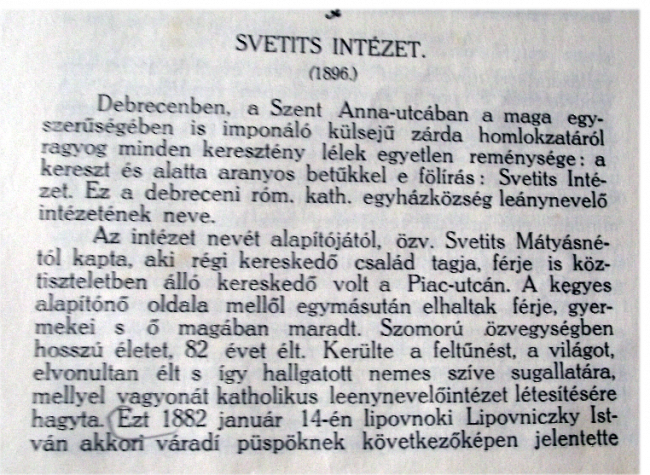 SVETITS INTÉZET.
(1896.)
Debrecenben, a Szent Anna-utcában a maga egy-
szerűségében is imponáló külsejű zárda homlokzatáról
ragyog minden keresztény lélek egyetlen reménysége: a
kereszt és alatta aranyos betűkkel e fölírás: Svetits Inté-
zet. Ez a debreceni róm. kath. egyházközség leánynevelő
intézetének neve.
Az intézet nevét alapítójától, özv. Svetits Mátyásné-
tól kapta, aki régi kereskedő család tagja, férje is köz-
tiszteletben álló kereskedő volt a Piac-utcán. A kegyes
alapítónő oldala mellől egymásután elhaltak férje, gyer-
mekei s ő magában maradt. Szomorú özvegységben
hosszú életet, 82 évet élt. Kerülte a feltűnést, a világot,
elvonultan élt s így hallgatott nemes szíve sugallatára,
mellyel vagyonát katholikus leenynevelőintézet létesítésére
hagyta. Ezt 1882 január 14-én lipovnoki Lipovniczky Ist-
ván akkori váradí püspöknek következőképen jelentette